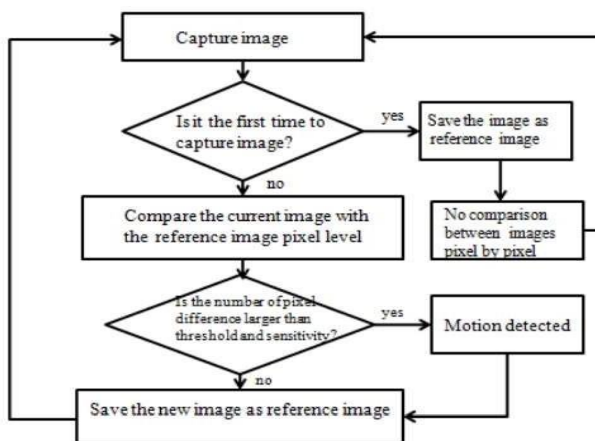 Capture image
Is it the first time to
capture image?
yes
Save the image as
reference image
no
Compare the current image with
the reference image pixel level
No comparison
between images
pixel by pixel
Is the number of pixel
difference larger than
threshold and sensitivity?
yes
Motion detected
no
Save the new image as reference image